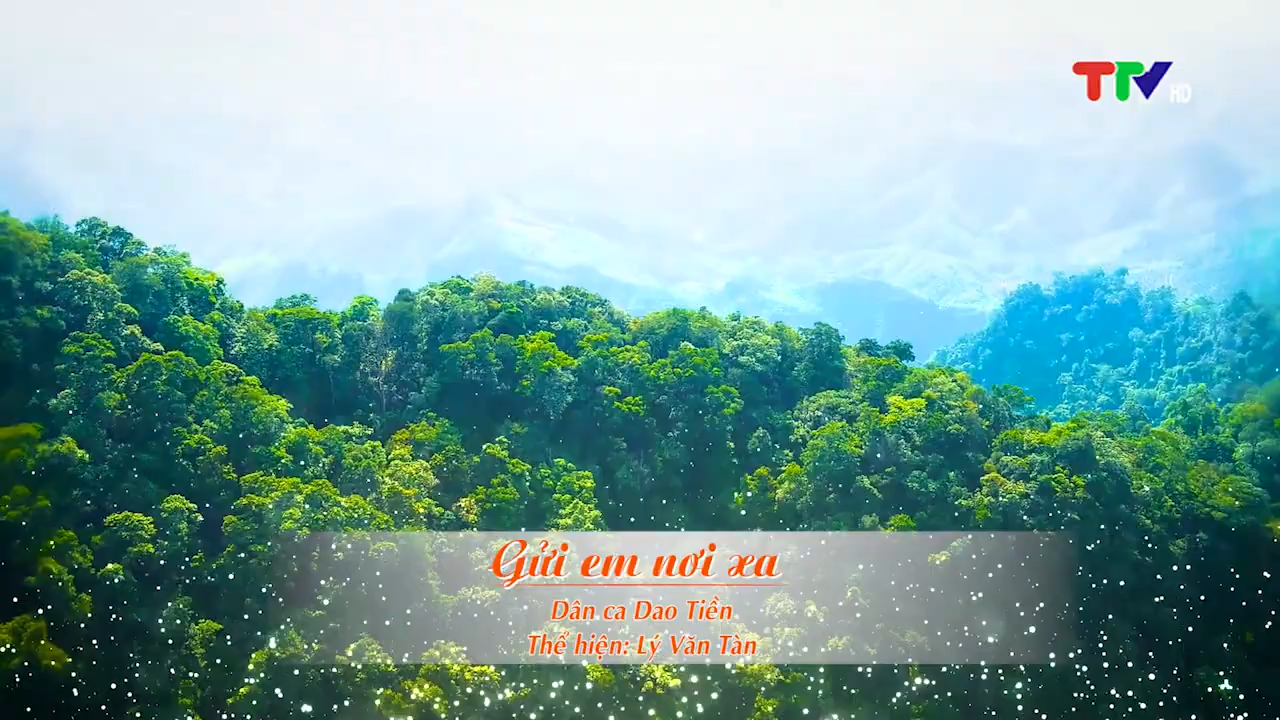 TTV HD
Gửi em nơi xa
Dân ca Dao Tiền
Thể hiện: Lý Văn Tàn